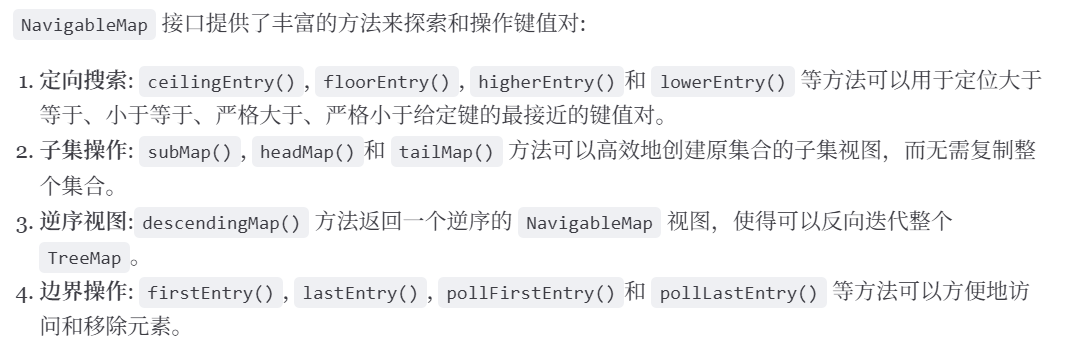 NavigableMap 接口提供了丰富的方法来探索和操作键值对:
1. 定向搜索: ceilingEntry(), floorEntry(), higherEntry()和 lowerEntry() 等方法可以用于定位大于
等于、小于等于、严格大于、严格小于给定键的最接近的键值对。
2. 子集操作: subMap(), headMap()和 tailMap() 方法可以高效地创建原集合的子集视图，而无需复制整
个集合。
3. 逆序视图:descendingMap() 方法返回一个逆序的 NavigableMap 视图，使得可以反向迭代整个
TreeMap。
4. 边界操作: firstEntry(), lastEntry(), pollFirstEntry()和 pollLastEntry() 等方法可以方便地访
问和移除元素。